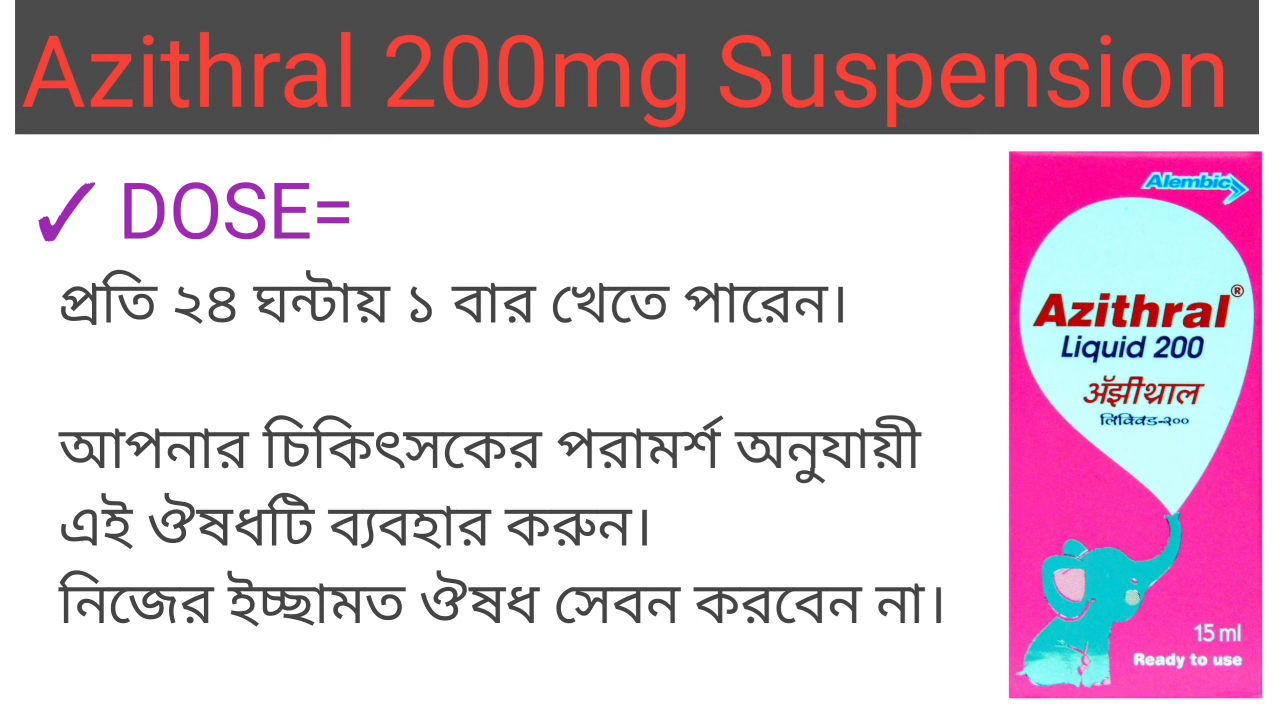 Azithral 200mg Suspension
✓ DOSE=
প্রতি ২৪ ঘন্টায় ১ বার খেতে পারেন।
আপনার চিকিৎসকের পরামর্শ অনুযায়ী
এই ঔষধটি ব্যবহার করুন।
নিজের ইচ্ছামত ঔষধ সেবন করবেন না।
Alembic
Azithral®
Liquid 200
ॲझीथ्राल
लिक्विड-२००
15 ml
Ready to use